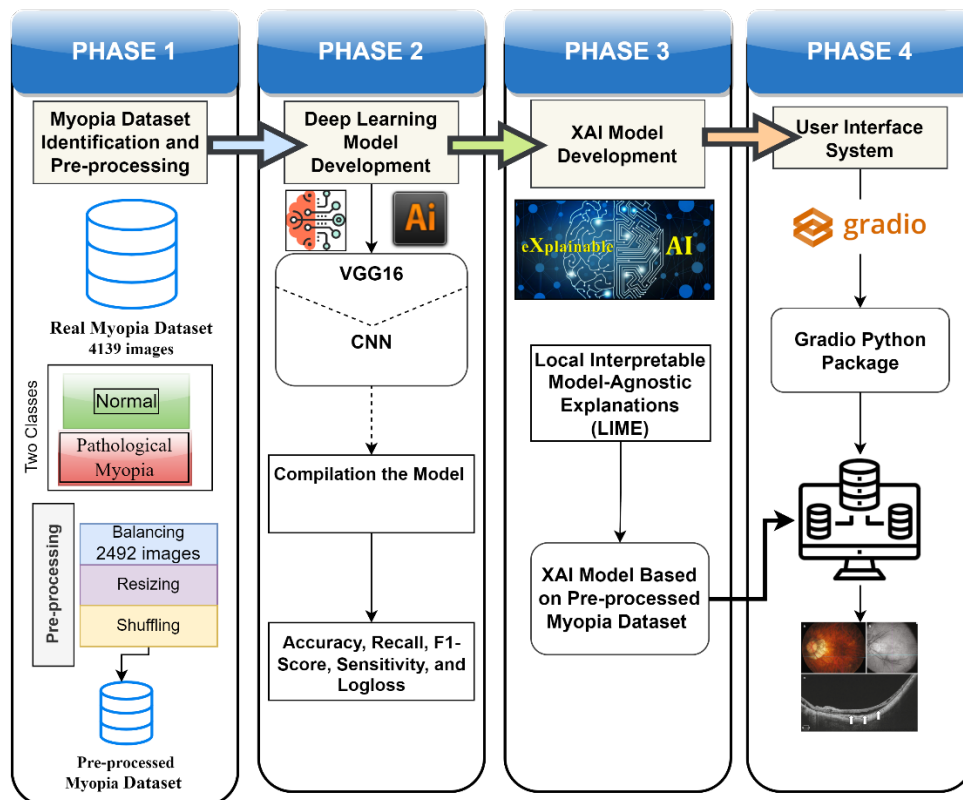 PHASE 1
Myopia Dataset
Identification and
Pre-processing
Real Myopia Dataset
4139 images
Two Classes
Normal
Pathological
Myopia
Pre-processing
Balancing
2492 images
Resizing
Shuffling
Pre-processed
Myopia Dataset
PHASE 2
Deep Learning
Model
Development
Ai
VGG16
CNN
Compilation the Model
Accuracy, Recall, F1-
Score, Sensitivity, and
Logloss
PHASE 3
XAI Model
Development
eXplainable
AI
Local Interpretable
Model-Agnostic
Explanations
(LIME)
XAI Model Based
on Pre-processed
Myopia Dataset
PHASE 4
User Interface
System
gradio
Gradio Python
Package